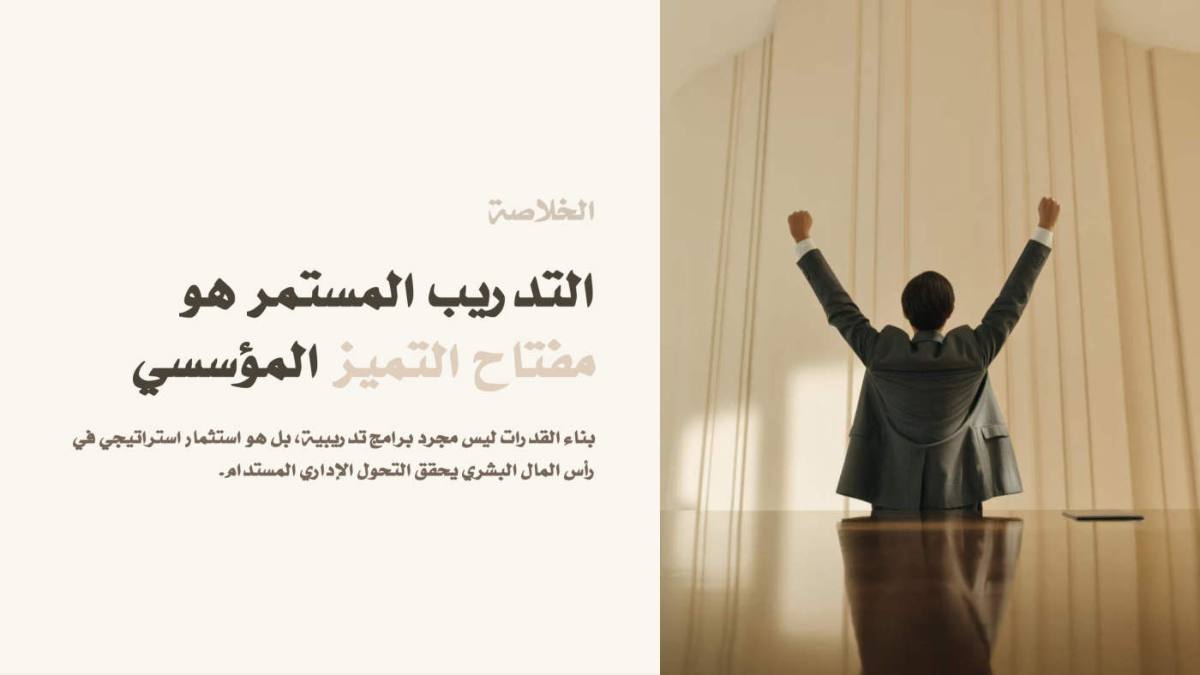 الخلاصة
التدريب المستمر هو
مفتاح التميز المؤسسي
بناء القدرات ليس مجرد برامج تدريبية، بل هو استثمار استراتيجي في
رأس المال البشري يحقق التحول الإداري المستدام.